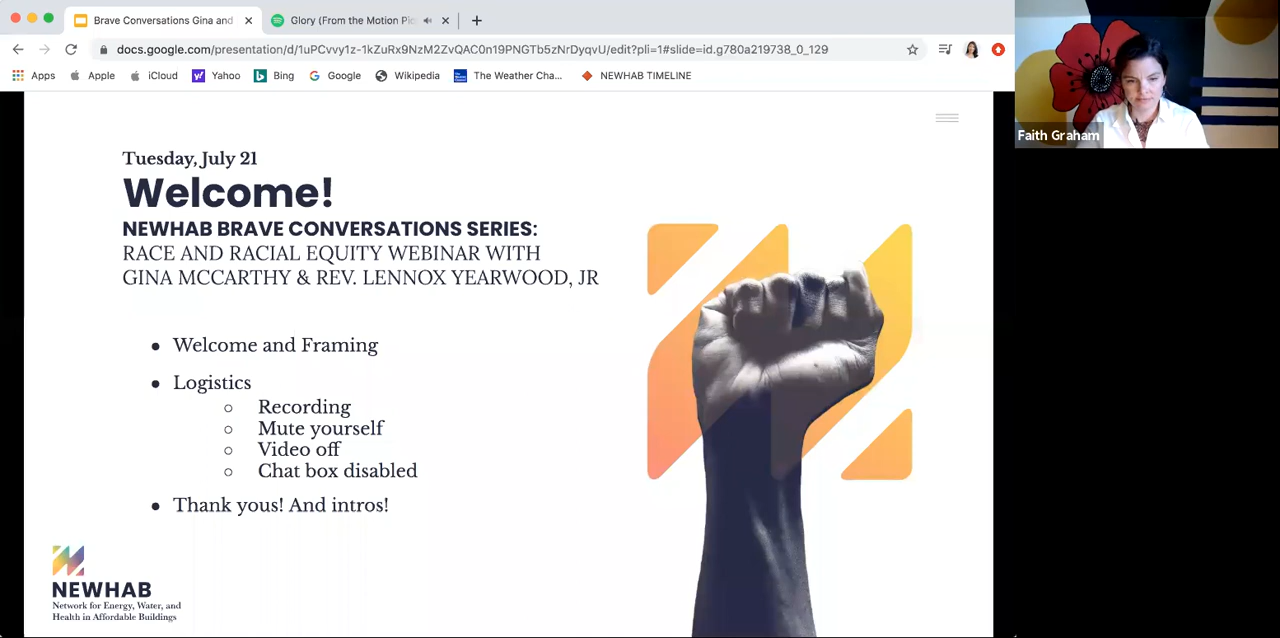 Brave Conversations Gina and
Glory (From the Motion Pic
docs.google.com/presentation/d/1uPCvvy1z-1kZuRx9NzM2ZvQAC0n19PNGTb5zNrDyqvU/edit?pli=1#slide=id.g780a219738_0_129
Apps Apple iCloud Yahoo Bing Google Wikipedia The Weather Cha... NEWHAB TIMELINE
Faith Graham
Tuesday, July 21
Welcome!
NEWHAB BRAVE CONVERSATIONS SERIES:
RACE AND RACIAL EQUITY WEBINAR WITH
GINA MCCARTHY & REV. LENNOX YEARWOOD, JR
● Welcome and Framing
● Logistics
○ Recording
○ Mute yourself
○ Video off
○ Chat box disabled
● Thank yous! And intros!
NEWHAB
Network for Energy, Water, and
Health in Affordable Buildings